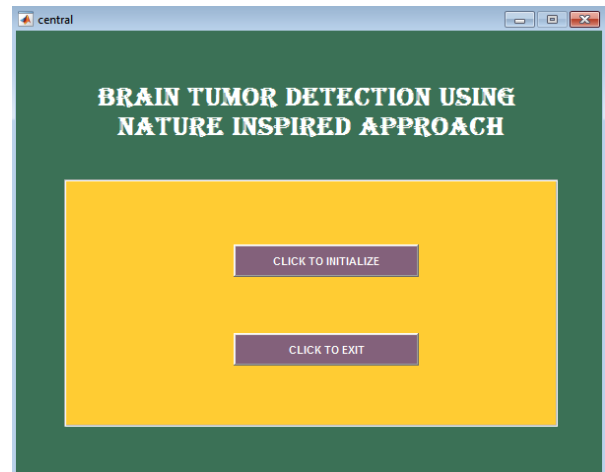 central
BRAIN TUMOR DETECTION USING
NATURE INSPIRED APPROACH
CLICK TO INITIALIZE
CLICK TO EXIT